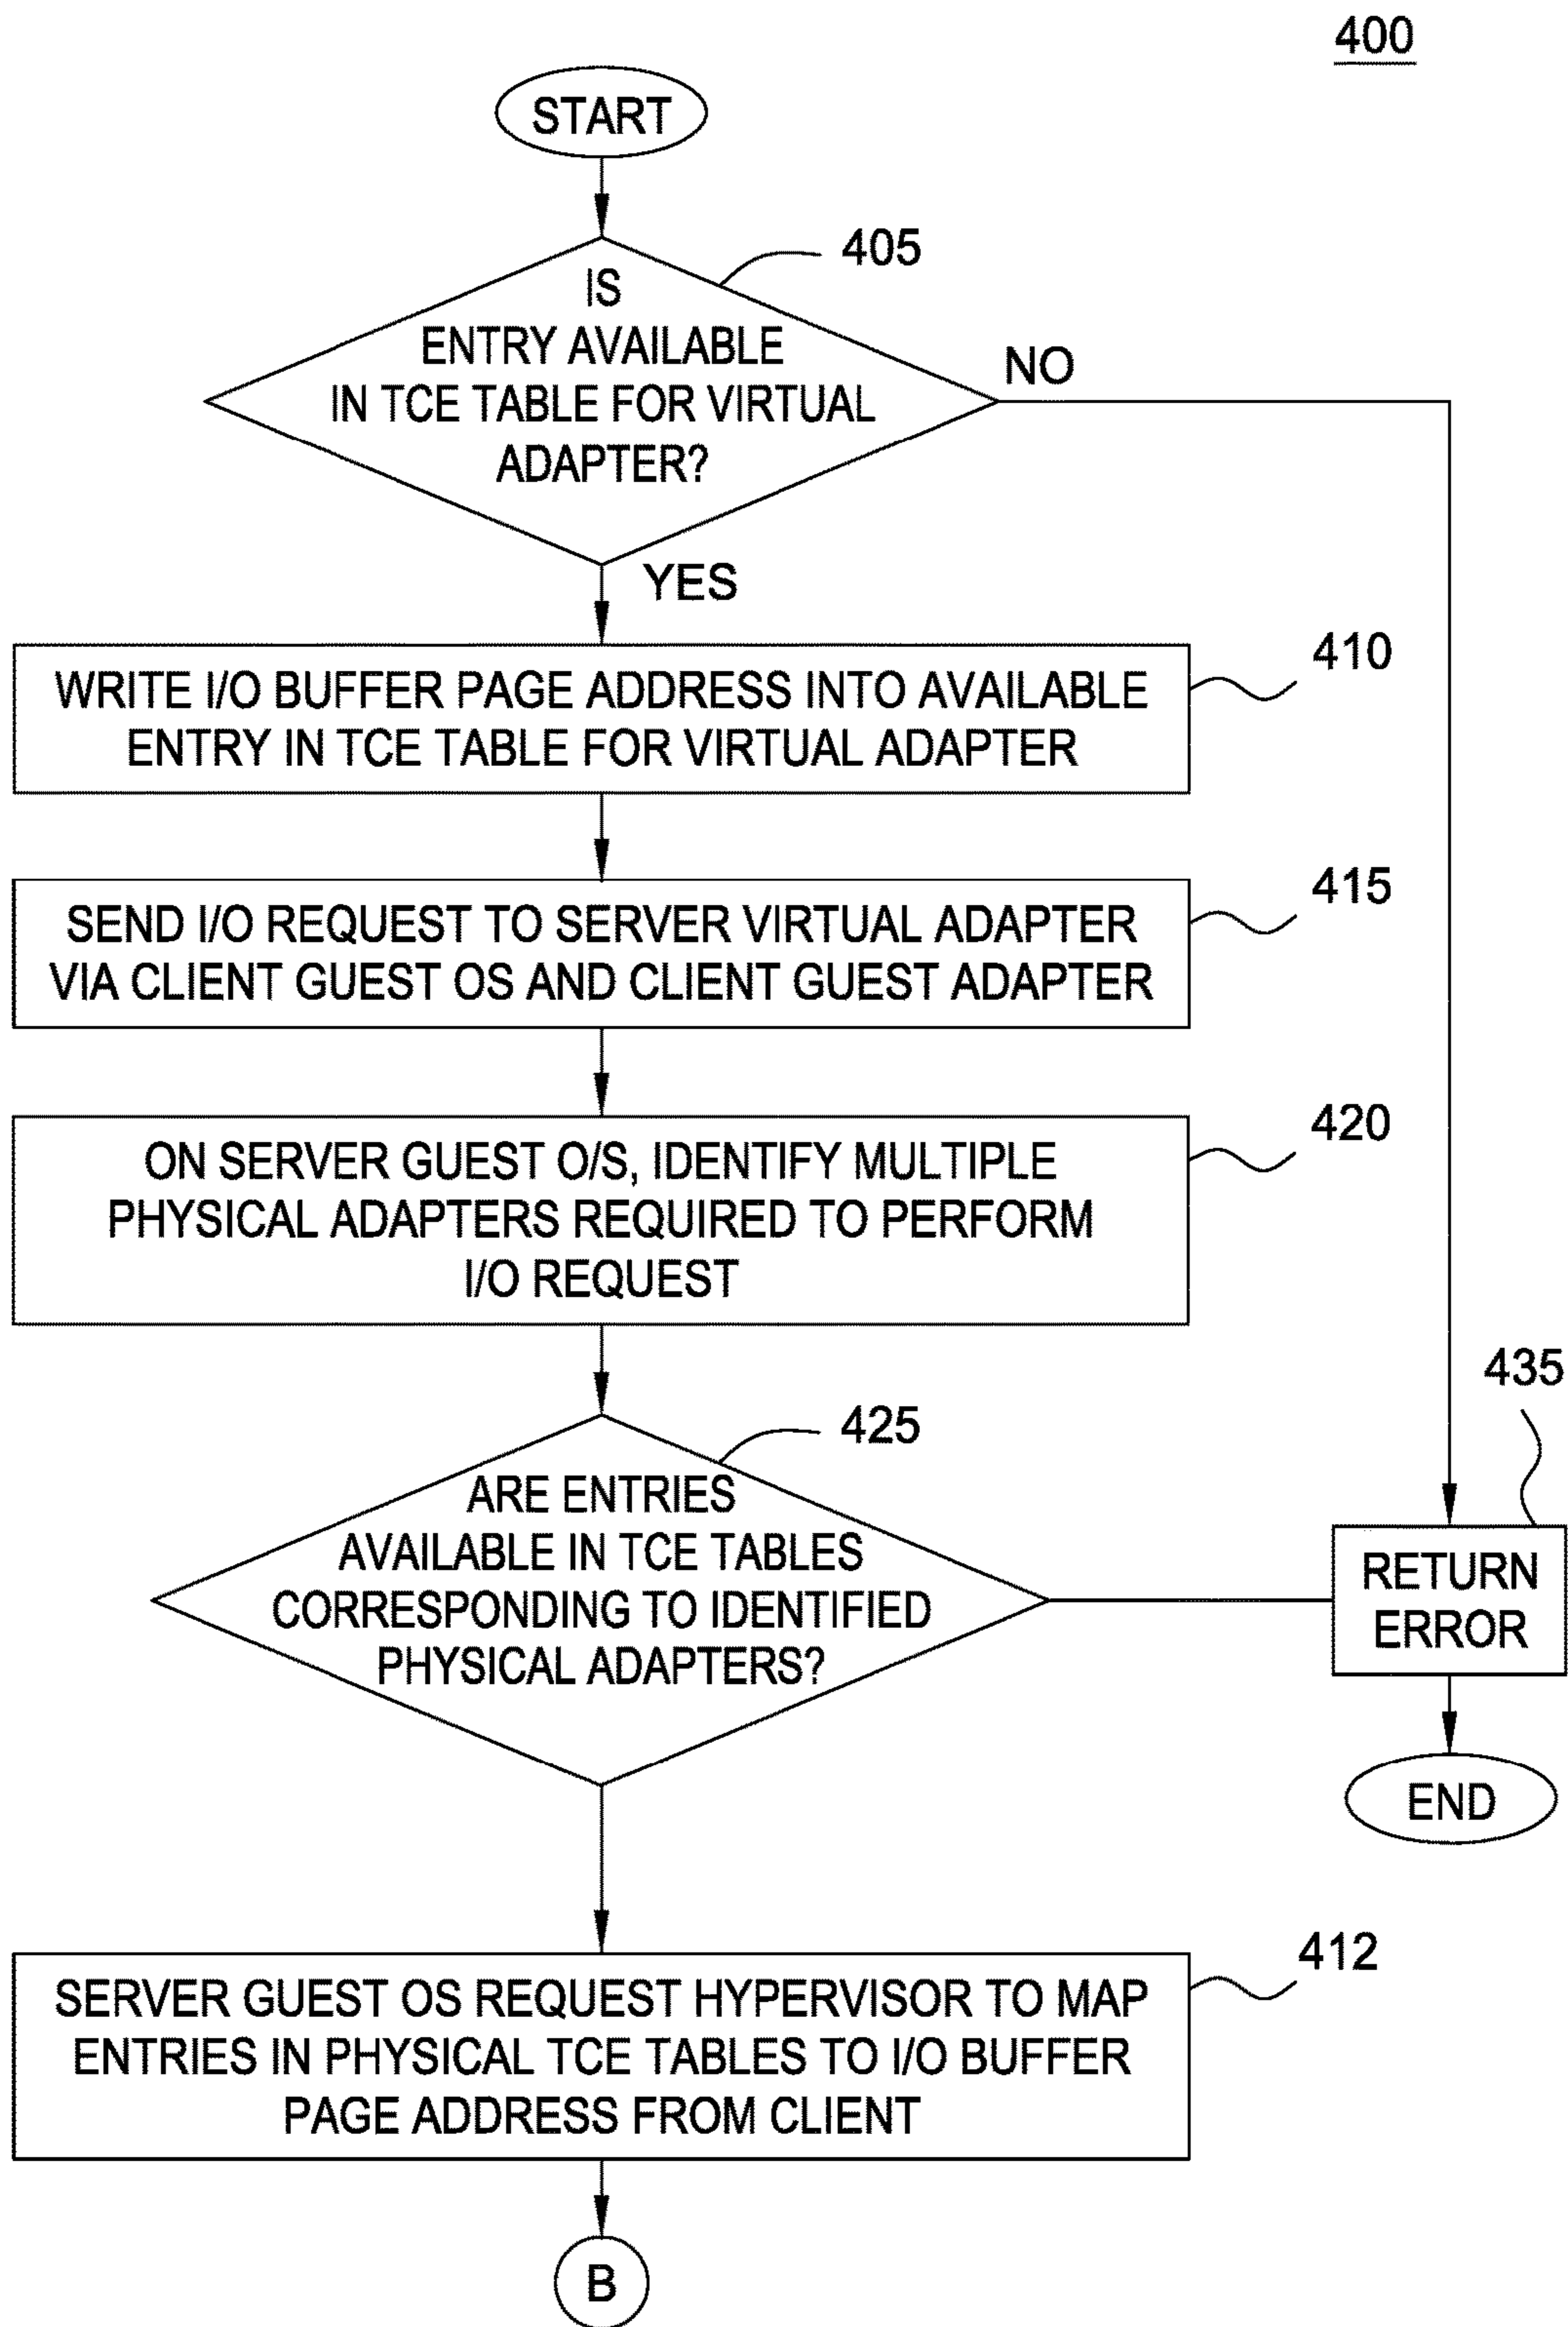 400
START
405
IS
ENTRY AVAILABLE
IN TCE TABLE FOR VIRTUAL
ADAPTER?
NO
YES
410
WRITE I/O BUFFER PAGE ADDRESS INTO AVAILABLE
ENTRY IN TCE TABLE FOR VIRTUAL ADAPTER
415
SEND I/O REQUEST TO SERVER VIRTUAL ADAPTER
VIA CLIENT GUEST OS AND CLIENT GUEST ADAPTER
420
ON SERVER GUEST O/S, IDENTIFY MULTIPLE
PHYSICAL ADAPTERS REQUIRED TO PERFORM
I/O REQUEST
425
ARE ENTRIES
AVAILABLE IN TCE TABLES
CORRESPONDING TO IDENTIFIED
PHYSICAL ADAPTERS?
435
RETURN
ERROR
END
412
SERVER GUEST OS REQUEST HYPERVISOR TO MAP
ENTRIES IN PHYSICAL TCE TABLES TO I/O BUFFER
PAGE ADDRESS FROM CLIENT
B